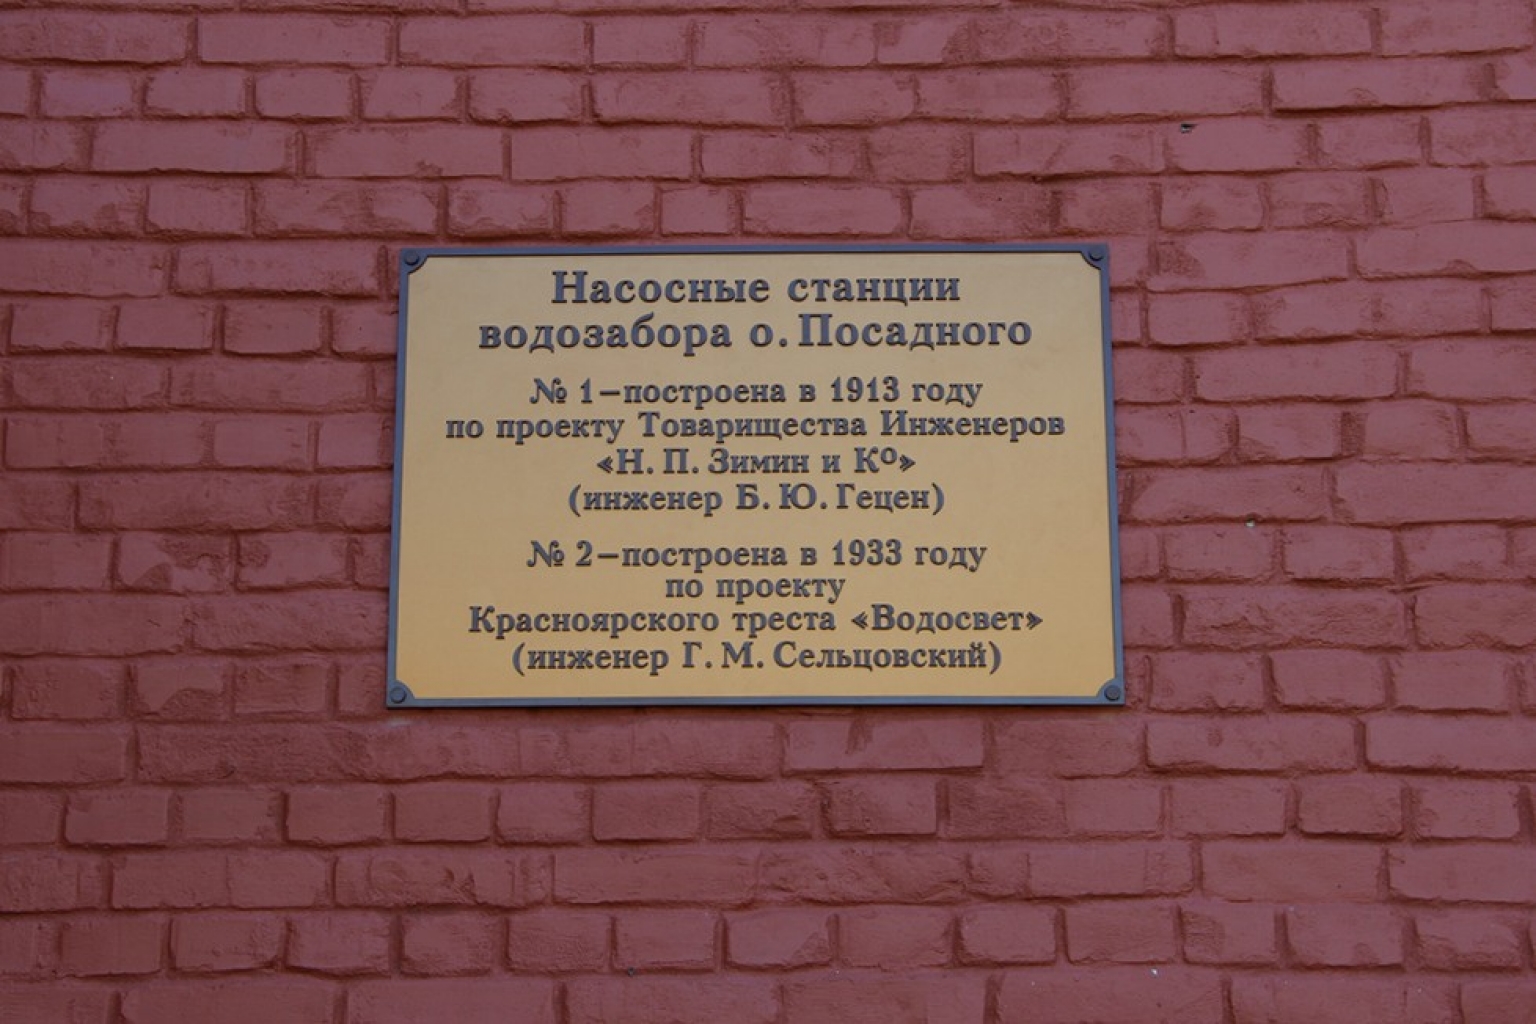 Насосные станции
водозабора о. Посадного
№ 1 – построена в 1913 году
по проекту Товарищества Инженеров
«Н. П. Зимин и Ко»
(инженер Б. Ю. Гецен)
№ 2 – построена в 1933 году
по проекту
Красноярского треста «Водосвет»
(инженер Г. М. Сельцовский)